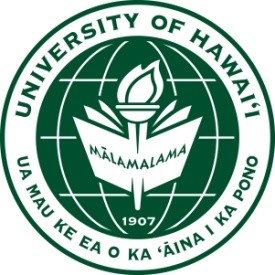 UNIVERSITY OF HAWAIʻI
MĀLAMALAMA
1907
UA MAU KE EA O KA ʻĀINA I KA PONO